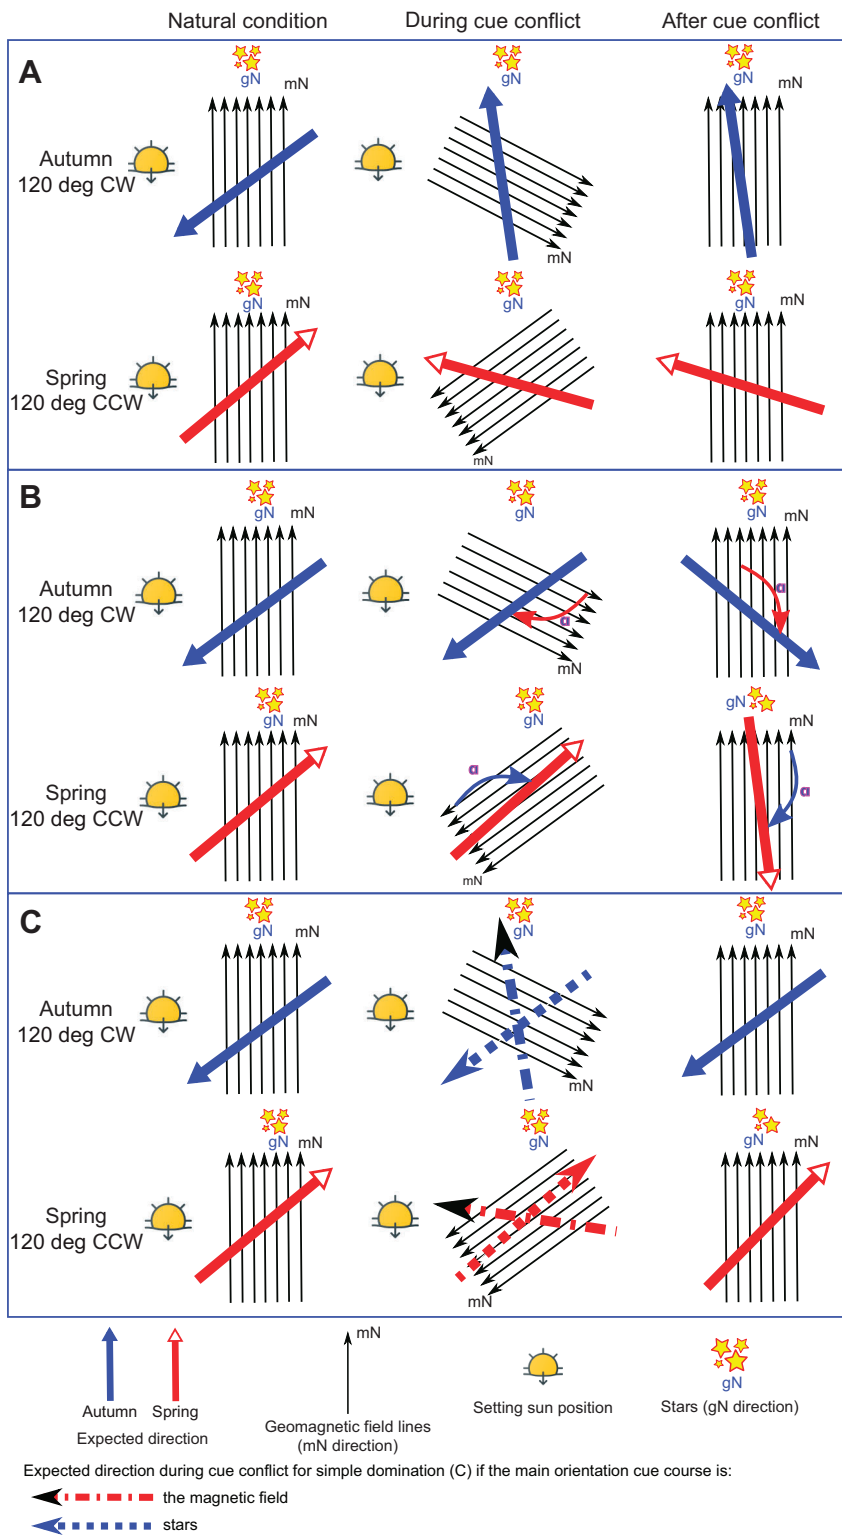 Natural condition During cue conflict After cue conflict
A
gN mN gN gN mN
Autumn
120 deg CW
mN
gN mN gN gN mN
Spring
120 deg CCW
mN
B
gN mN gN gN mN
Autumn
120 deg CW
α α
mN
gN mN gN gN mN
Spring
120 deg CCW
α α
mN
C
gN mN gN gN mN
Autumn
120 deg CW
mN
gN mN gN gN mN
Spring
120 deg CCW
mN
mN
Autumn Spring
Expected direction
Geomagnetic field lines
(mN direction)
Setting sun position
gN
Stars (gN direction)
Expected direction during cue conflict for simple domination (C) if the main orientation cue course is:
the magnetic field
stars